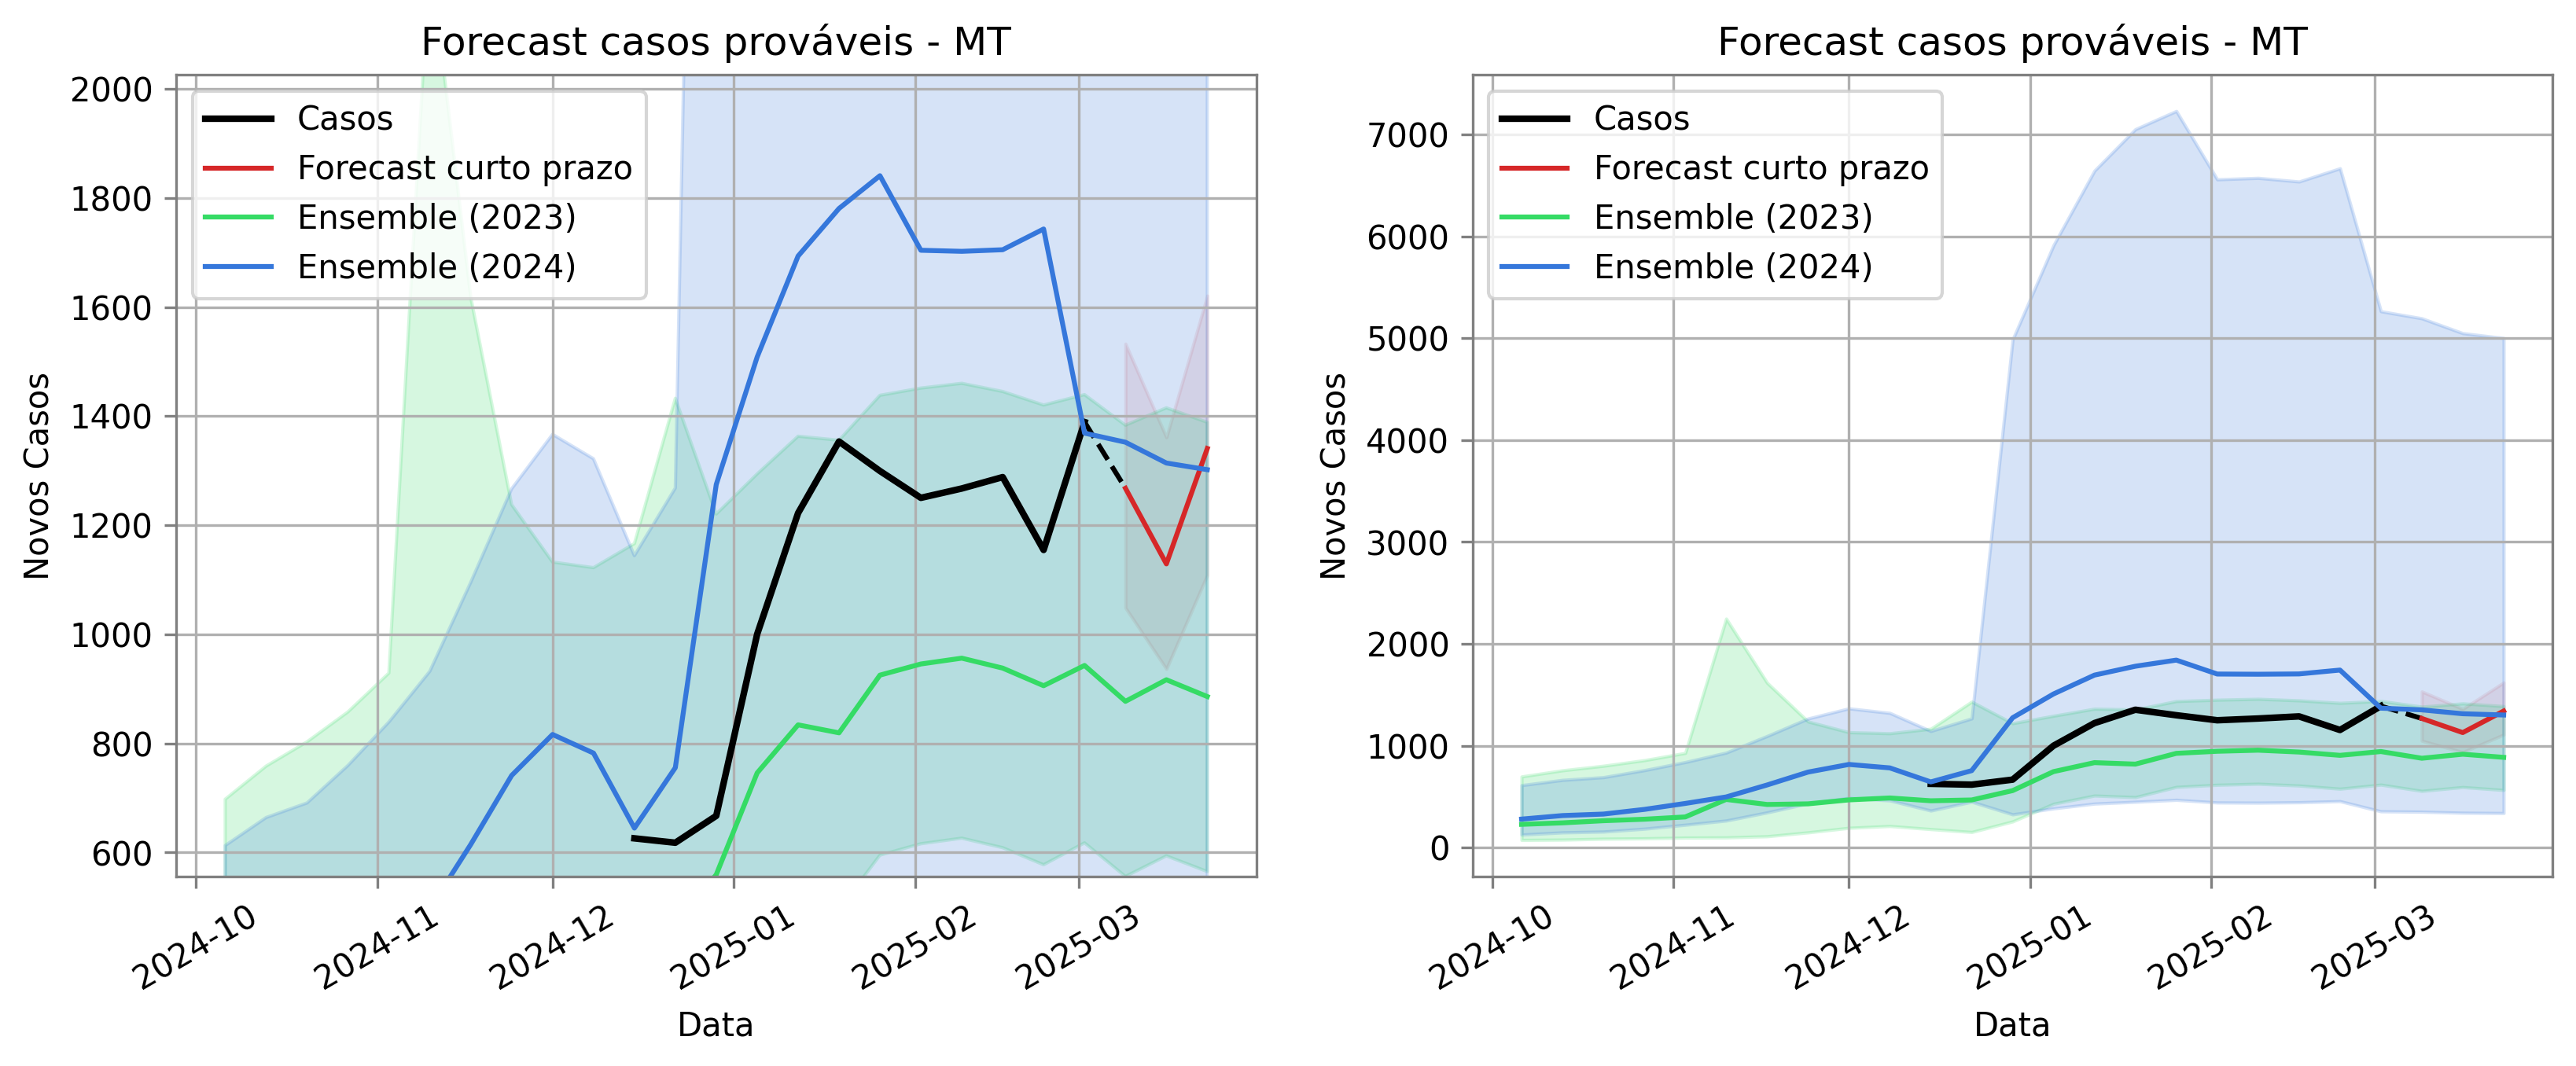 Forecast casos prováveis - MT
2000
1800
1600
1400
1200
1000
800
600
Novos Casos
Casos
Forecast curto prazo
Ensemble (2023)
Ensemble (2024)
2024-10
2024-11
2024-12
2025-01
2025-02
2025-03
Data
Forecast casos prováveis - MT
7000
6000
5000
4000
3000
2000
1000
0
Novos Casos
Casos
Forecast curto prazo
Ensemble (2023)
Ensemble (2024)
2024-10
2024-11
2024-12
2025-01
2025-02
2025-03
Data